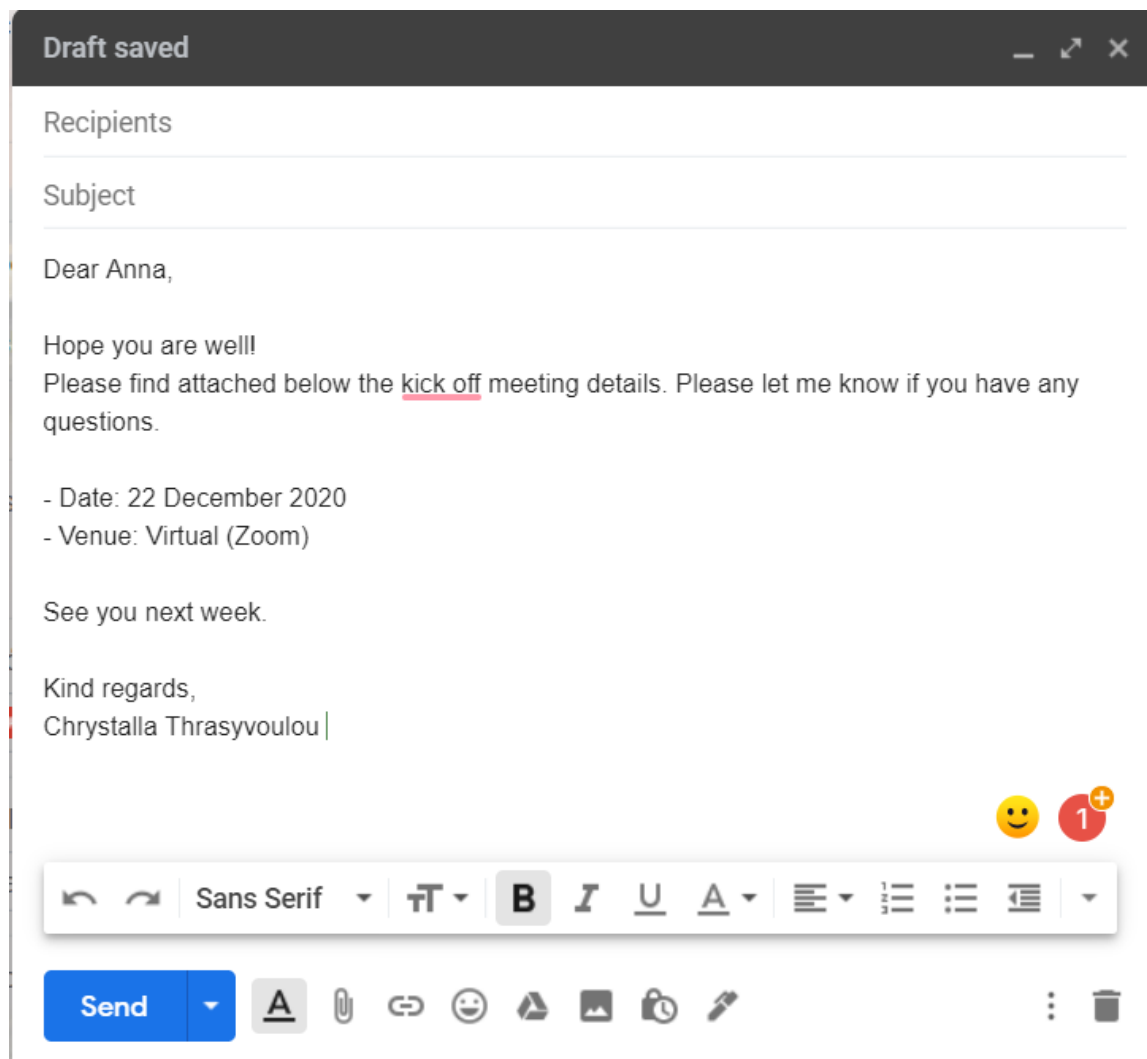 Draft saved
Recipients
Subject
Dear Anna,
Hope you are well!
Please find attached below the kick off meeting details. Please let me know if you have any
questions.
- Date: 22 December 2020
- Venue: Virtual (Zoom)
See you next week.
Kind regards,
Chrystalla Thrasyvoulou
1
Sans Serif
Send